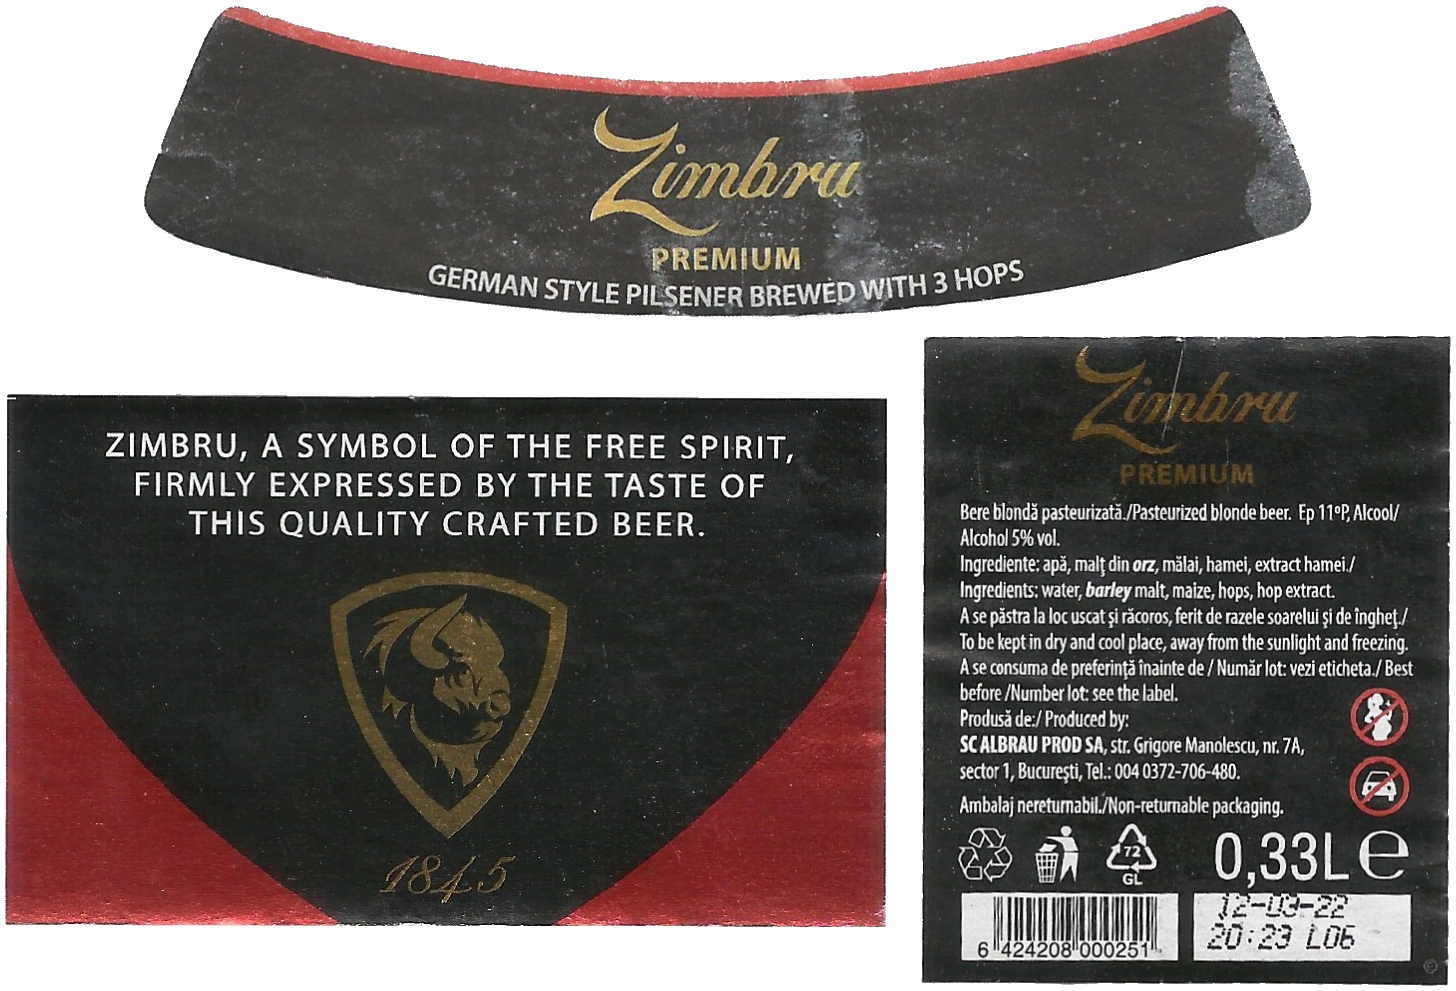 Zimbru
PREMIUM
GERMAN STYLE PILSENER BREWED WITH 3 HOPS
ZIMBRU, A SYMBOL OF THE FREE SPIRIT,
FIRMLY EXPRESSED BY THE TASTE OF
THIS QUALITY CRAFTED BEER.
1845
Zimbru
PREMIUM
Bere blondă pasteurizată./Pasteurized blonde beer. Ep 11ºP, Alcool/
Alcohol 5% vol.
Ingrediente: apă, malț din orz, mălai, hamei, extract hamei./
Ingredients: water, barley malt, maize, hops, hop extract.
A se păstra la loc uscat şi răcoros, ferit de razele soarelui şi de îngheţ./
To be kept in dry and cool place, away from the sunlight and freezing.
A se consuma de preferinţă înainte de / Număr lot: vezi eticheta./ Best
before /Number lot: see the label.
Produsă de:/ Produced by:
SC ALBRAU PROD SA, str. Grigore Manolescu, nr. 7A,
sector 1, Bucureşti, Tel.: 004 0372-706-480.
Ambalaj nereturnabil./Non-returnable packaging.
72
GL
0,33L e
6 424208 000251
12-09-22
20:23 L06